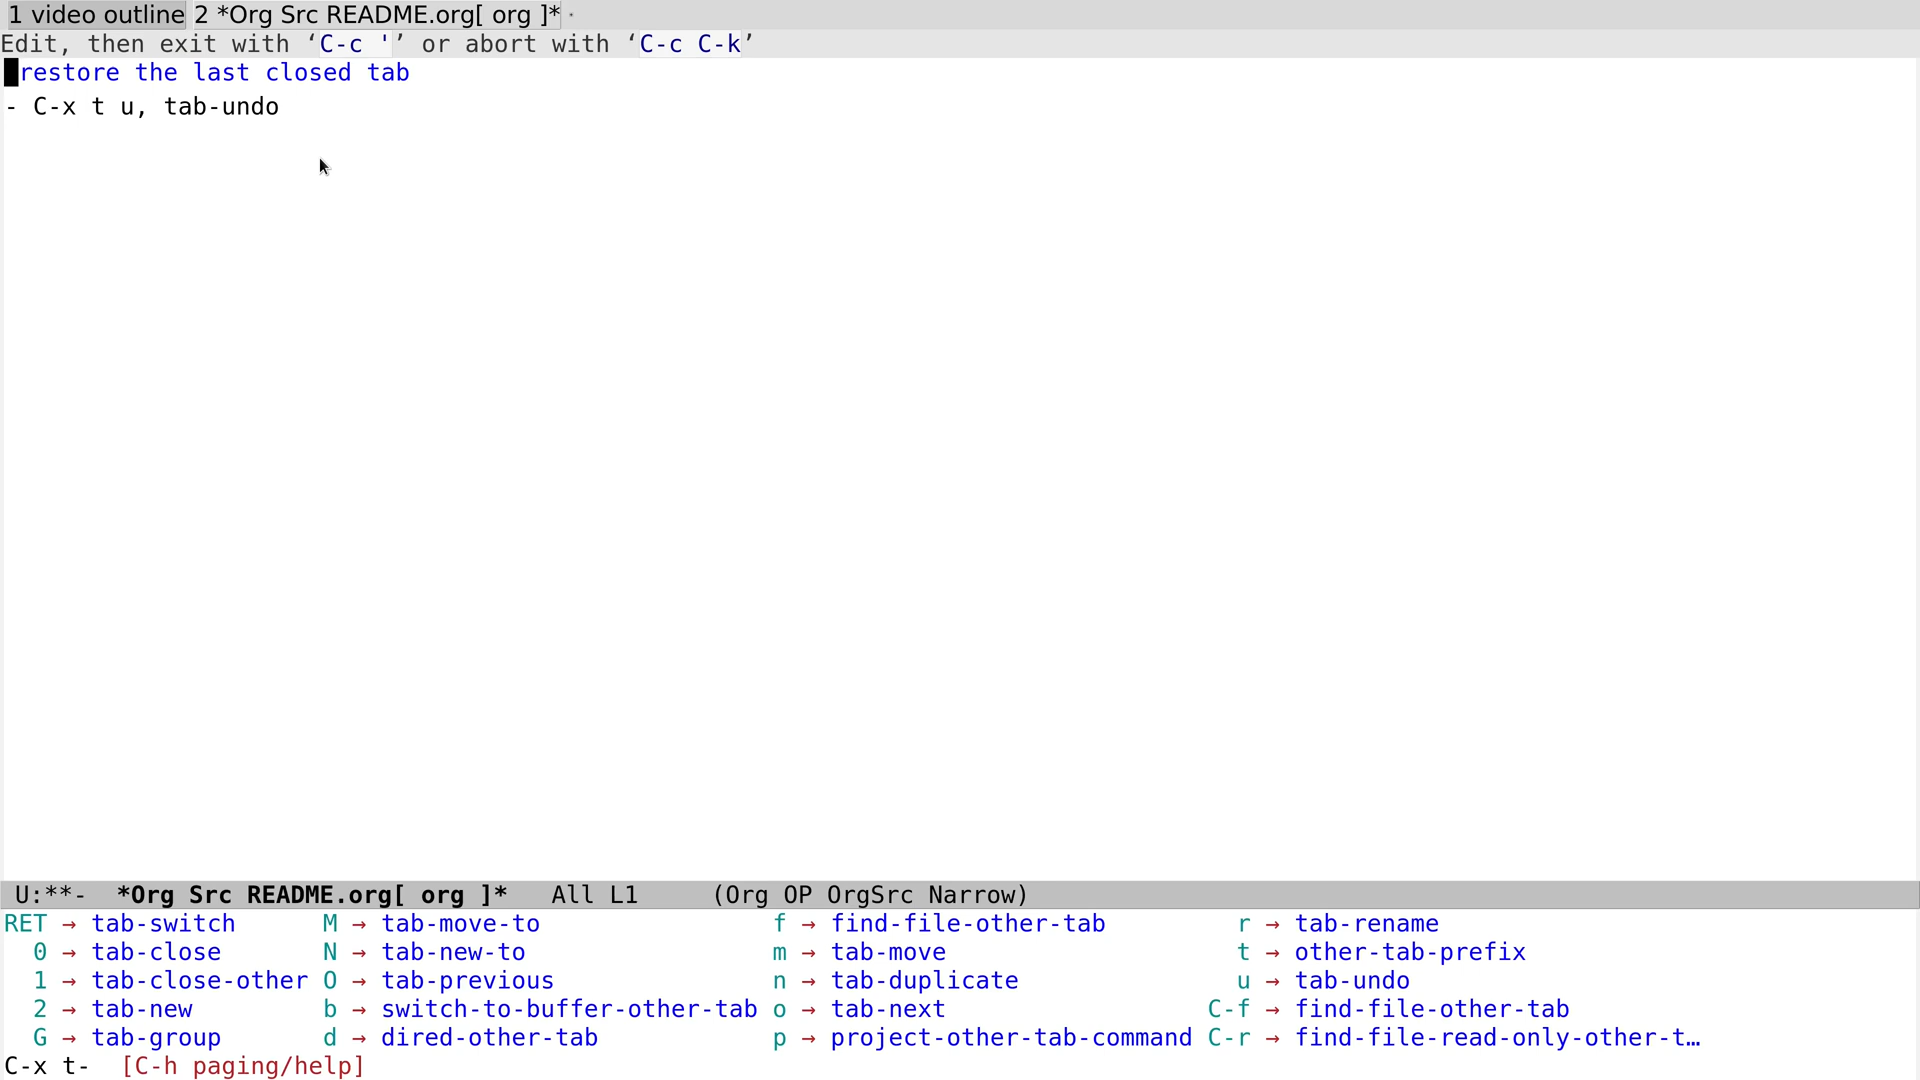 1 video outline 2 *Org Src README.org[ org ]*
Edit, then exit with ‘C-c '’ or abort with ‘C-c C-k’
restore the last closed tab
- C-x t u, tab-undo
U:**-  *Org Src README.org[ org ]*   All L1     (Org OP OrgSrc Narrow)
RET → tab-switch M → tab-move-to f → find-file-other-tab r → tab-rename
0 → tab-close N → tab-new-to m → tab-move t → other-tab-prefix
1 → tab-close-other O → tab-previous n → tab-duplicate u → tab-undo
2 → tab-new b → switch-to-buffer-other-tab o → tab-next C-f → find-file-other-tab
G → tab-group d → dired-other-tab p → project-other-tab-command C-r → find-file-read-only-other-t…
C-x t-  [C-h paging/help]